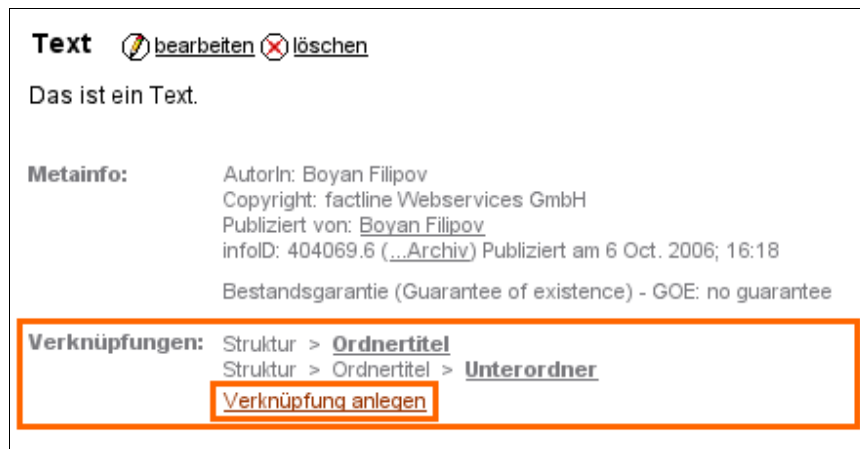 Text bearbeiten löschen
Das ist ein Text.
Metainfo: AutorIn: Boyan Filipov
Copyright: factline Webservices GmbH
Publiziert von: Boyan Filipov
infoID: 404069.6 (...Archiv) Publiziert am 6 Oct. 2006; 16:18
Bestandsgarantie (Guarantee of existence) - GOE: no guarantee
Verknüpfungen: Struktur > Ordnertitel
Struktur > Ordnertitel > Unterordner
Verknüpfung anlegen